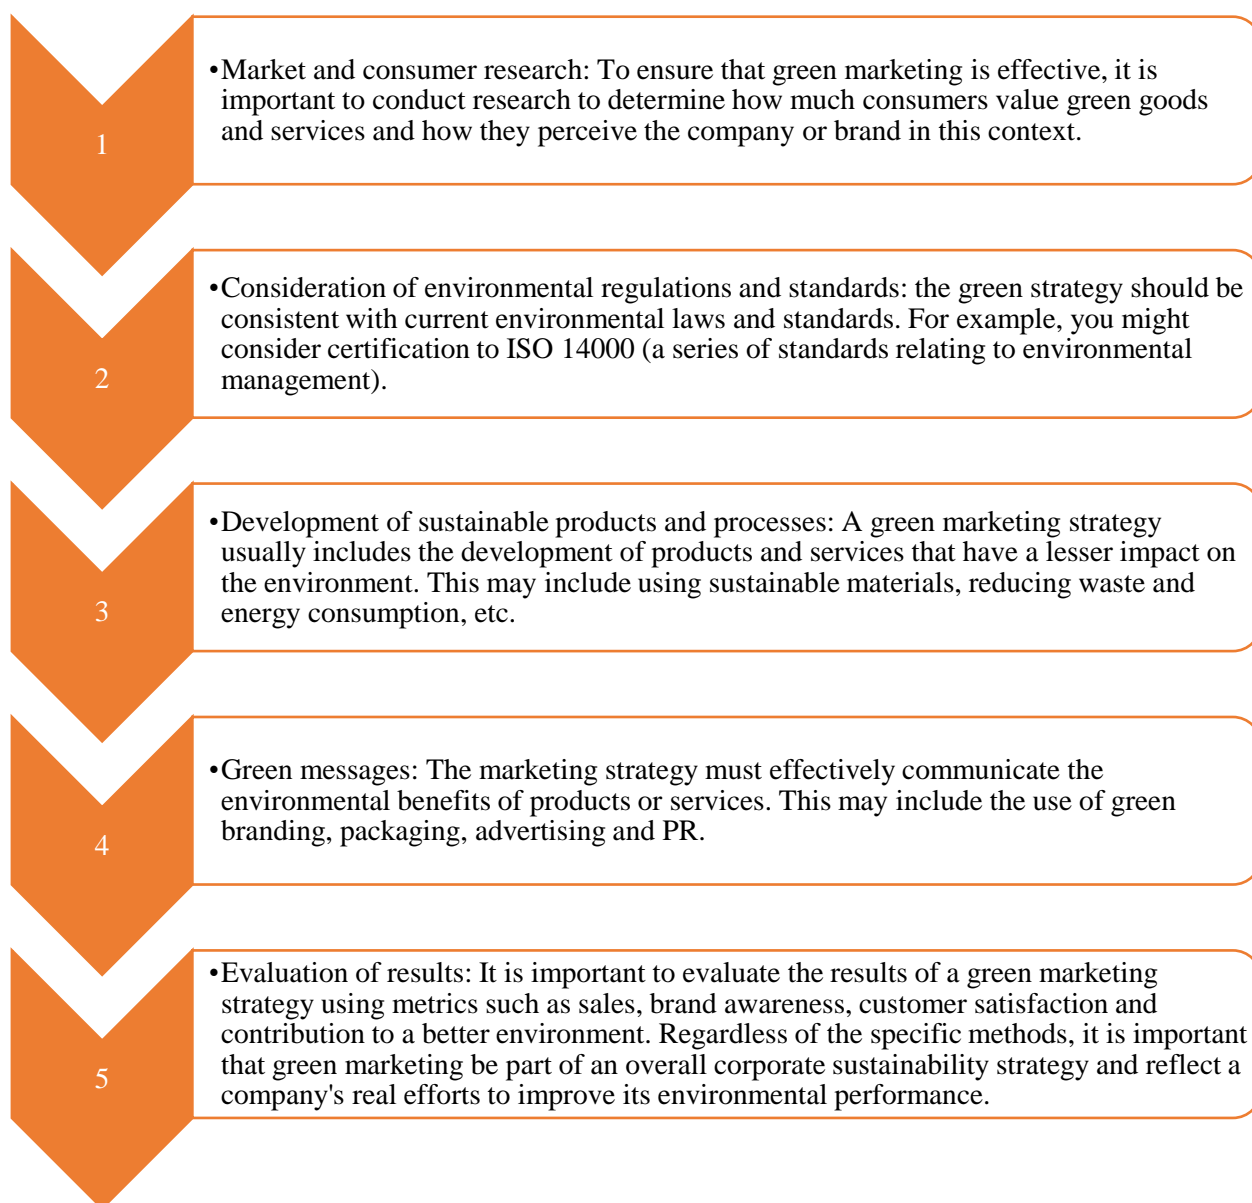 1
•Market and consumer research: To ensure that green marketing is effective, it is
important to conduct research to determine how much consumers value green goods
and services and how they perceive the company or brand in this context.
2
•Consideration of environmental regulations and standards: the green strategy should be
consistent with current environmental laws and standards. For example, you might
consider certification to ISO 14000 (a series of standards relating to environmental
management).
3
•Development of sustainable products and processes: A green marketing strategy
usually includes the development of products and services that have a lesser impact on
the environment. This may include using sustainable materials, reducing waste and
energy consumption, etc.
4
•Green messages: The marketing strategy must effectively communicate the
environmental benefits of products or services. This may include the use of green
branding, packaging, advertising and PR.
5
•Evaluation of results: It is important to evaluate the results of a green marketing
strategy using metrics such as sales, brand awareness, customer satisfaction and
contribution to a better environment. Regardless of the specific methods, it is important
that green marketing be part of an overall corporate sustainability strategy and reflect a
company's real efforts to improve its environmental performance.